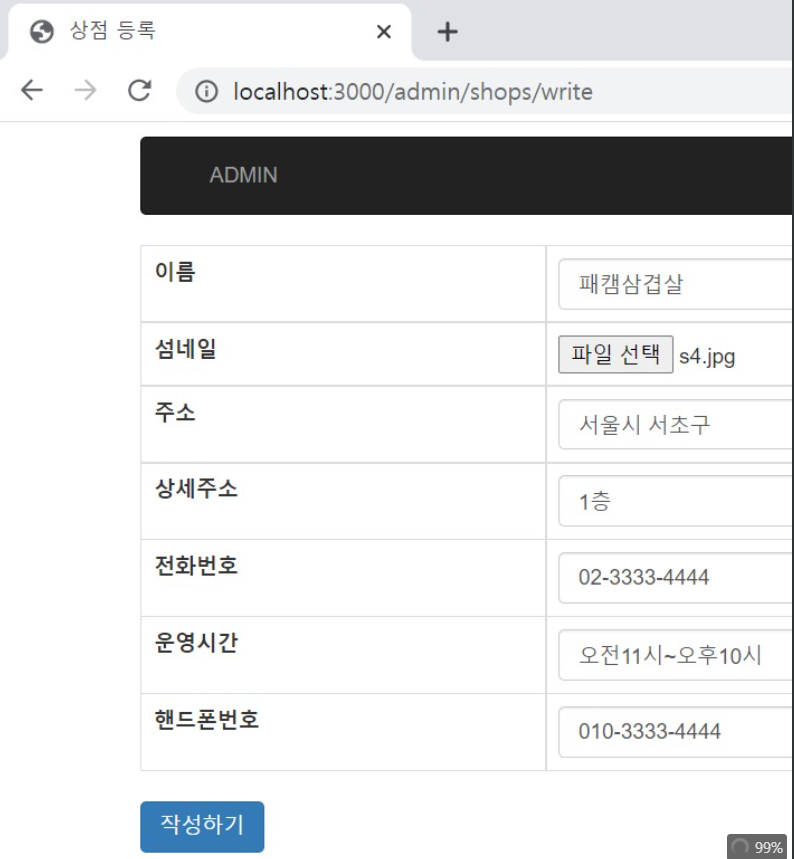 상점 등록
localhost:3000/admin/shops/write
ADMIN
이름 패캠삼겹살
섬네일 파일 선택 s4.jpg
주소 서울시 서초구
상세주소 1층
전화번호 02-3333-4444
운영시간 오전11시~오후10시
핸드폰번호 010-3333-4444
작성하기
99%